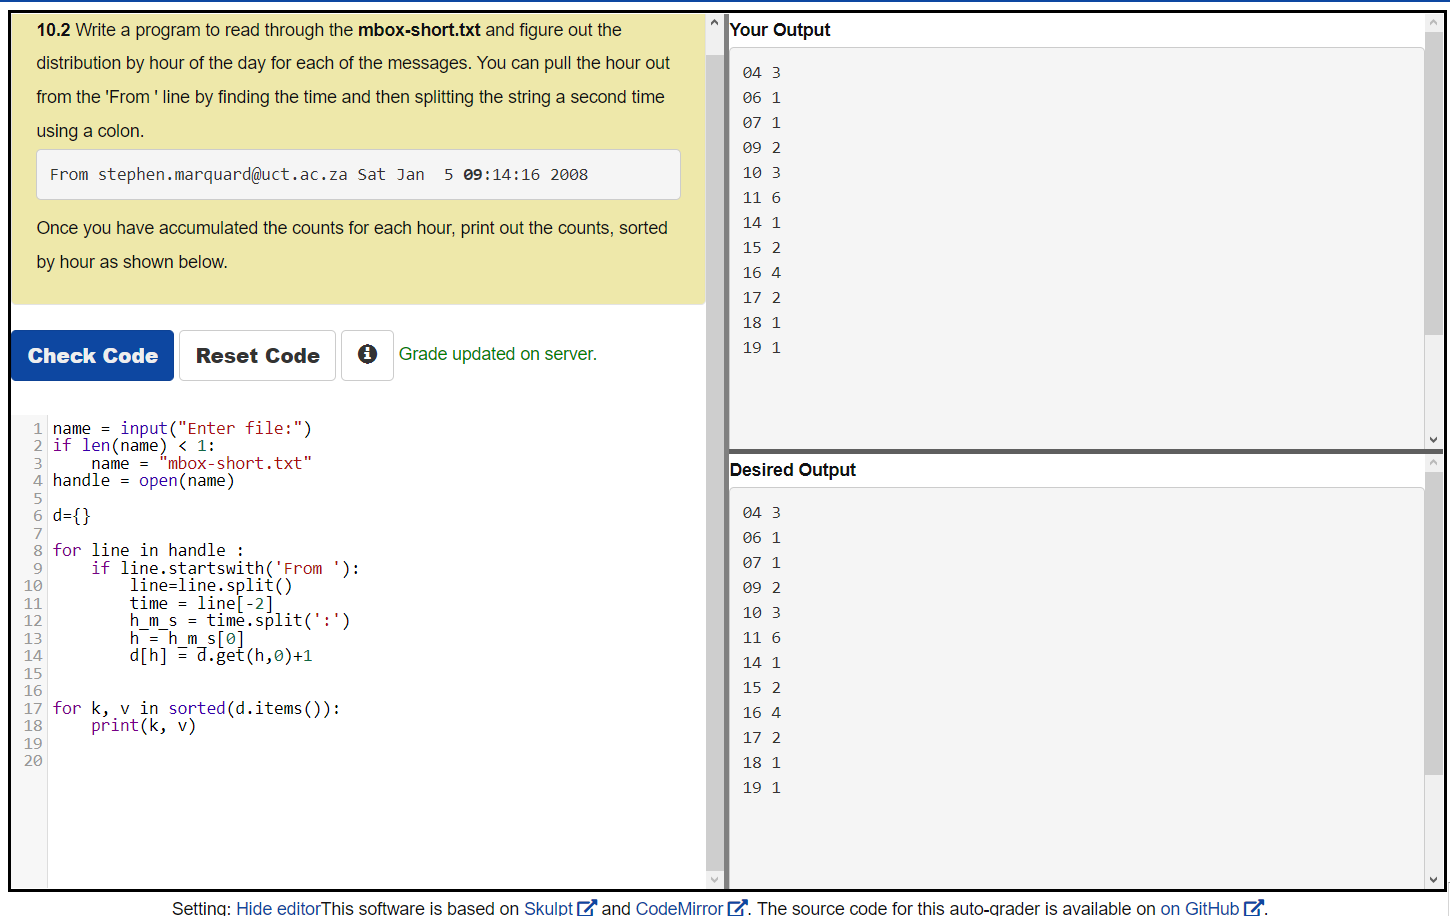 10.2 Write a program to read through the mbox-short.txt and figure out the
distribution by hour of the day for each of the messages. You can pull the hour out
from the 'From ' line by finding the time and then splitting the string a second time
using a colon.
From stephen.marquard@uct.ac.za Sat Jan  5 09:14:16 2008
Once you have accumulated the counts for each hour, print out the counts, sorted
by hour as shown below.
Check Code
Reset Code
Grade updated on server.
1 name = input("Enter file:")
2 if len(name) < 1:
3     name = "mbox-short.txt"
4 handle = open(name)
5
6 d={}
7
8 for line in handle :
9     if line.startswith('From '):
10         line=line.split()
11         time = line[-2]
12         h_m_s = time.split(':')
13         h = h_m_s[0]
14         d[h] = d.get(h,0)+1
15
16
17 for k, v in sorted(d.items()):
18     print(k, v)
19
20
Your Output
04 3
06 1
07 1
09 2
10 3
11 6
14 1
15 2
16 4
17 2
18 1
19 1
Desired Output
04 3
06 1
07 1
09 2
10 3
11 6
14 1
15 2
16 4
17 2
18 1
19 1
Setting: Hide editorThis software is based on Skulpt and CodeMirror. The source code for this auto-grader is available on on GitHub.